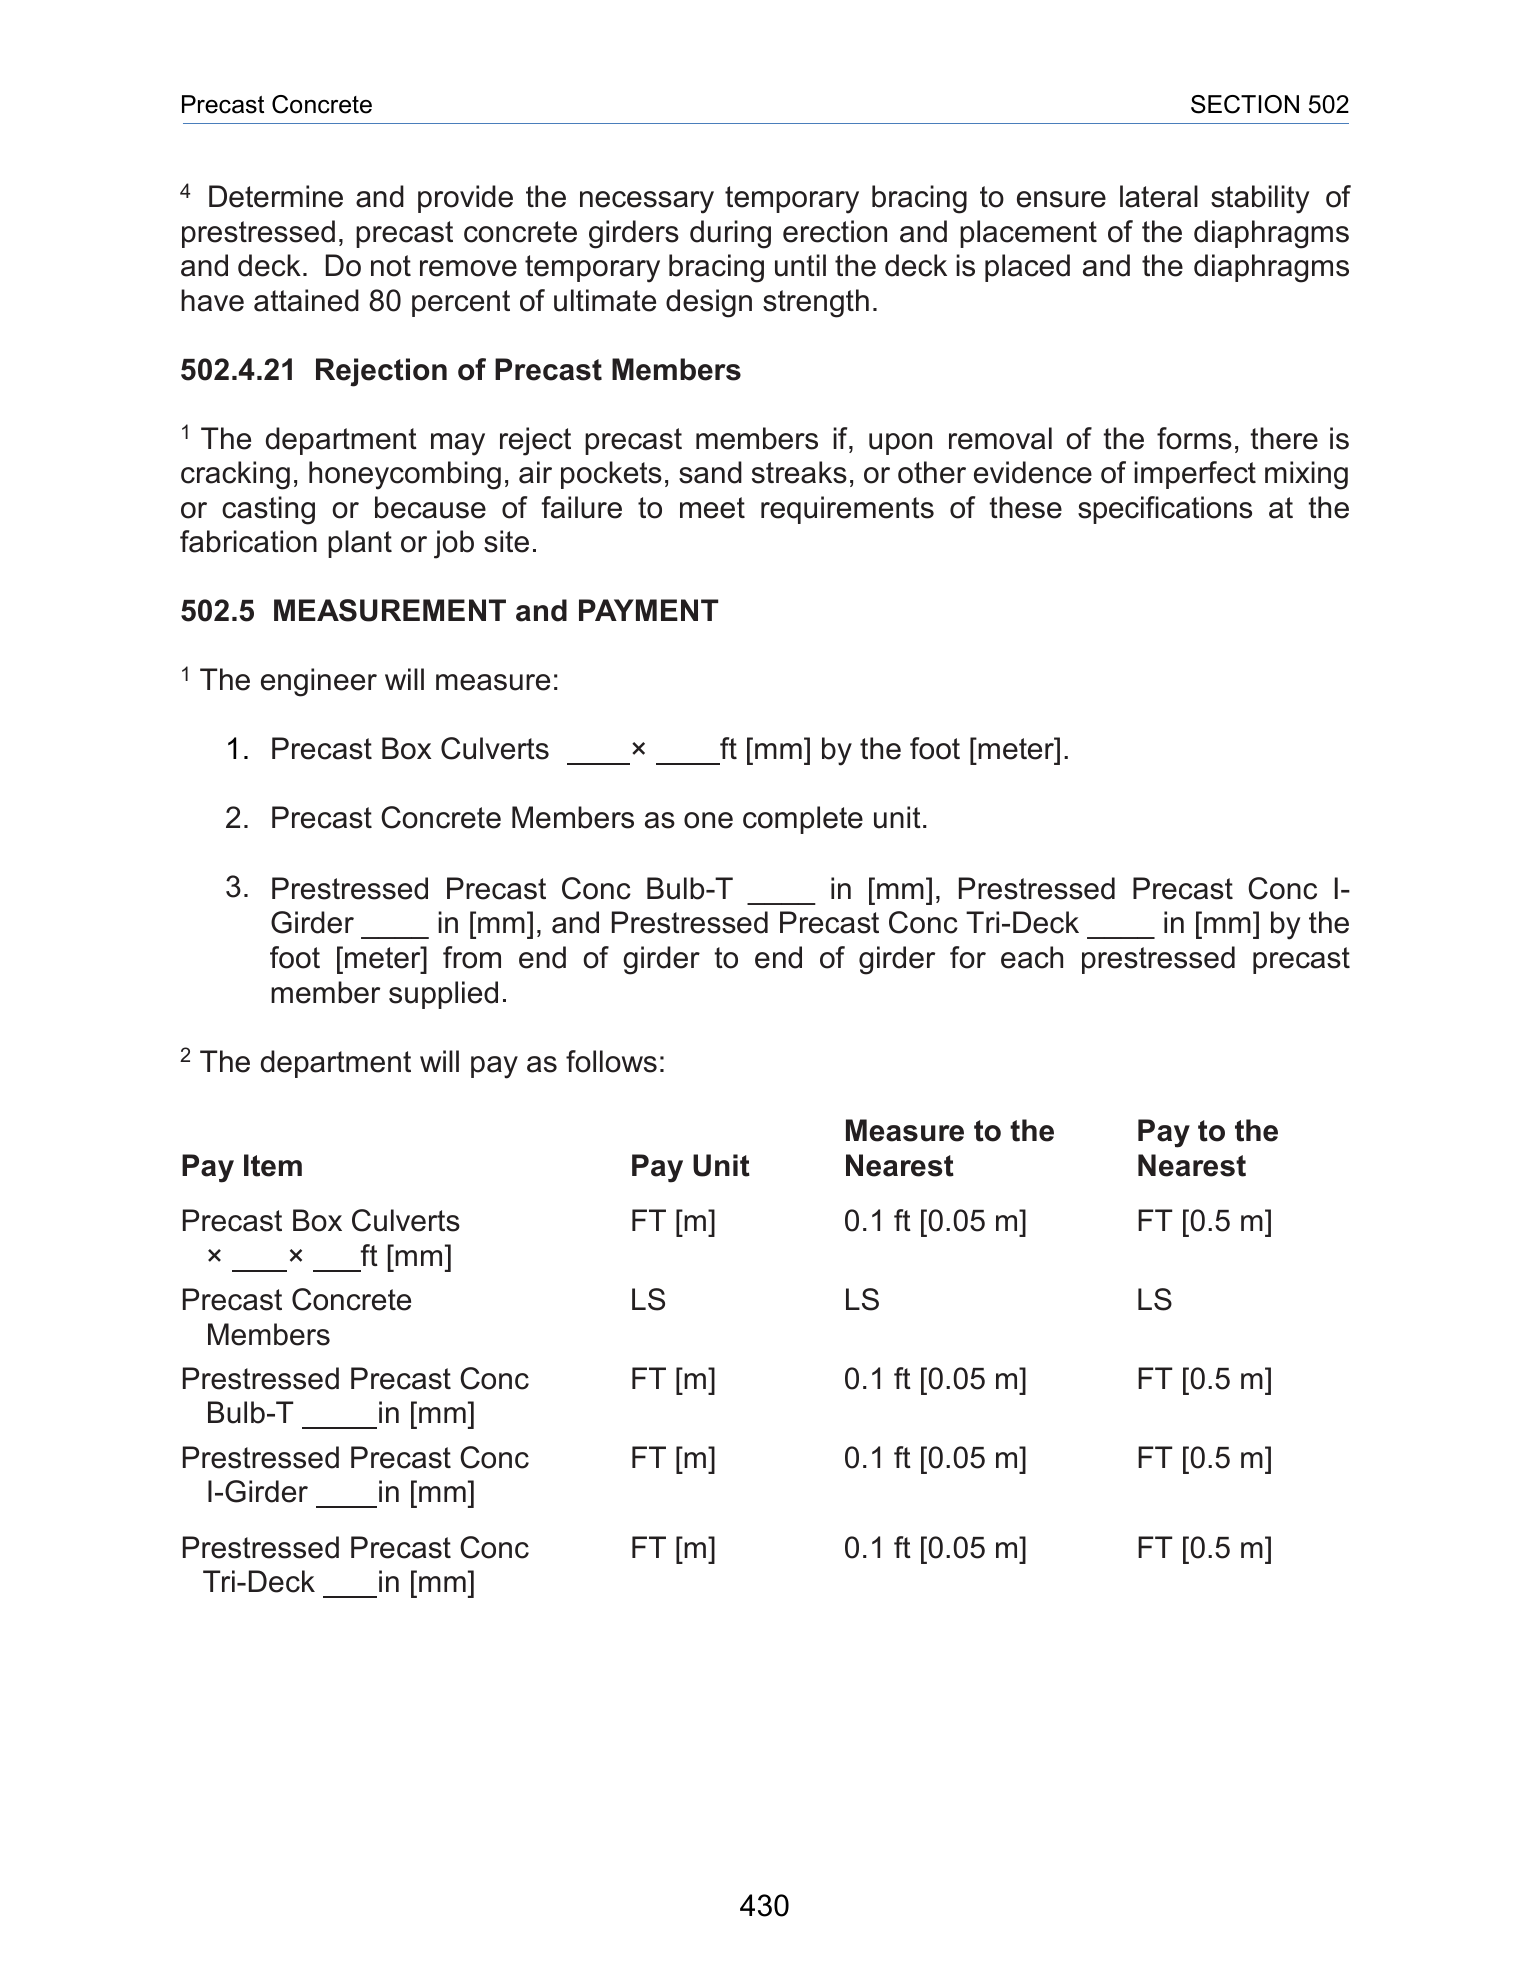 Precast Concrete SECTION 502
4 Determine and provide the necessary temporary bracing to ensure lateral stability of
prestressed, precast concrete girders during erection and placement of the diaphragms
and deck. Do not remove temporary bracing until the deck is placed and the diaphragms
have attained 80 percent of ultimate design strength.
502.4.21 Rejection of Precast Members
1 The department may reject precast members if, upon removal of the forms, there is
cracking, honeycombing, air pockets, sand streaks, or other evidence of imperfect mixing
or casting or because of failure to meet requirements of these specifications at the
fabrication plant or job site.
502.5 MEASUREMENT and PAYMENT
1 The engineer will measure:
1. Precast Box Culverts ____× ____ft [mm] by the foot [meter].
2. Precast Concrete Members as one complete unit.
3. Prestressed Precast Conc Bulb-T ____ in [mm], Prestressed Precast Conc I-
Girder ____ in [mm], and Prestressed Precast Conc Tri-Deck ____ in [mm] by the
foot [meter] from end of girder to end of girder for each prestressed precast
member supplied.
2 The department will pay as follows:
Measure to the Pay to the
Pay Item Pay Unit Nearest Nearest
Precast Box Culverts FT [m] 0.1 ft [0.05 m] FT [0.5 m]
× ____× ___ft [mm]
Precast Concrete LS LS LS
Members
Prestressed Precast Conc FT [m] 0.1 ft [0.05 m] FT [0.5 m]
Bulb-T _____in [mm]
Prestressed Precast Conc FT [m] 0.1 ft [0.05 m] FT [0.5 m]
I-Girder ____in [mm]
Prestressed Precast Conc FT [m] 0.1 ft [0.05 m] FT [0.5 m]
Tri-Deck ___in [mm]
430